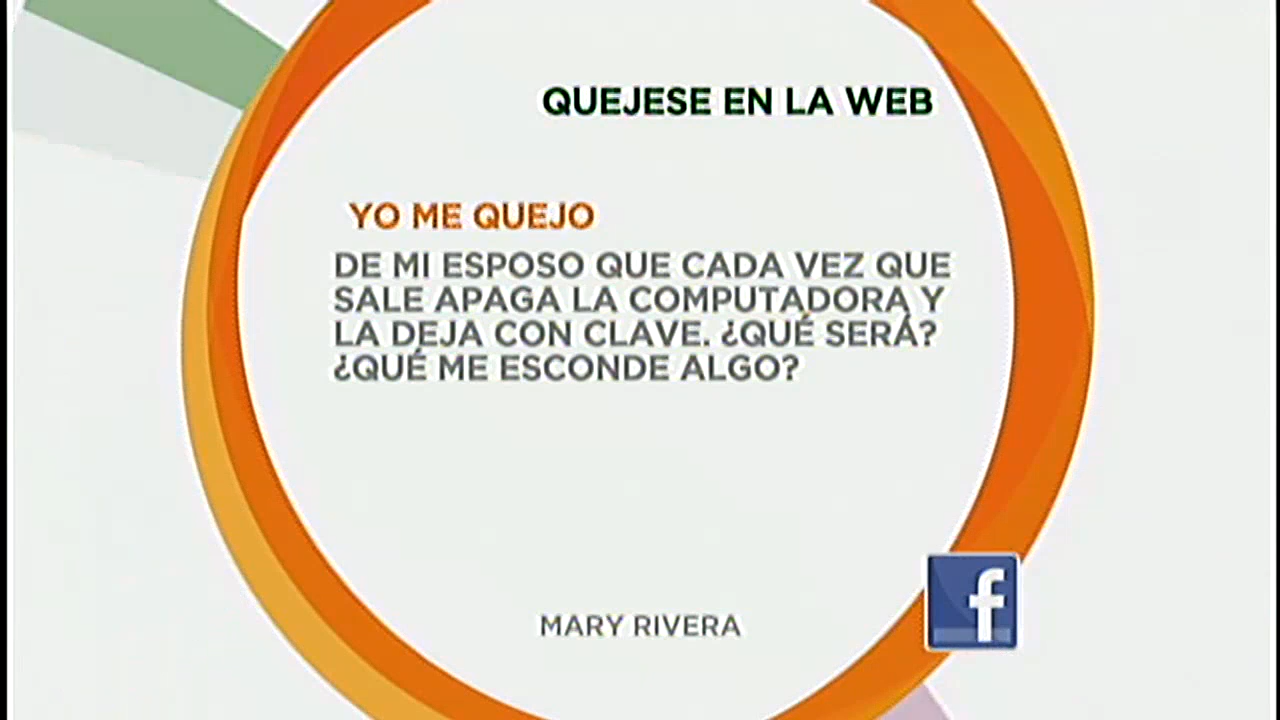 QUEJESE EN LA WEB
YO ME QUEJO
DE MI ESPOSO QUE CADA VEZ QUE
SALE APAGA LA COMPUTADORA Y
LA DEJA CON CLAVE. ¿QUÉ SERÁ?
¿QUÉ ME ESCONDE ALGO?
MARY RIVERA
f